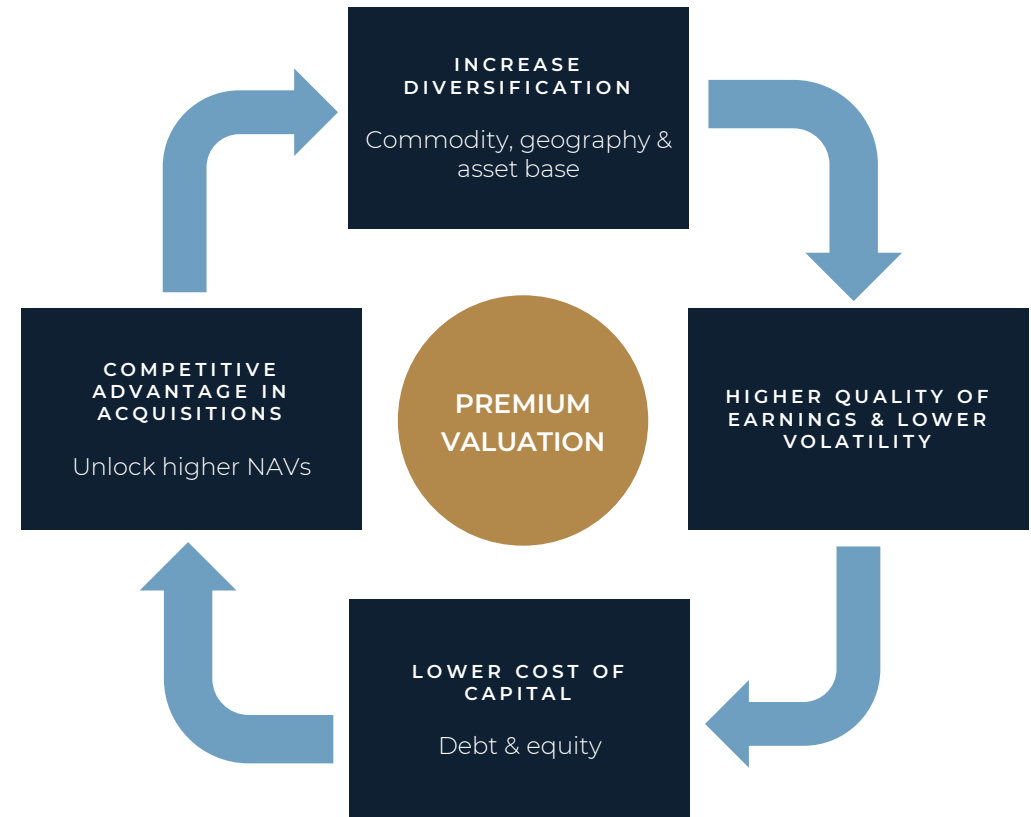 INCREASE
DIVERSIFICATION
Commodity, geography &
asset base
COMPETITIVE
ADVANTAGE IN
ACQUISITIONS
Unlock higher NAVs
PREMIUM
VALUATION
HIGHER QUALITY OF
EARNINGS & LOWER
VOLATILITY
LOWER COST OF
CAPITAL
Debt & equity